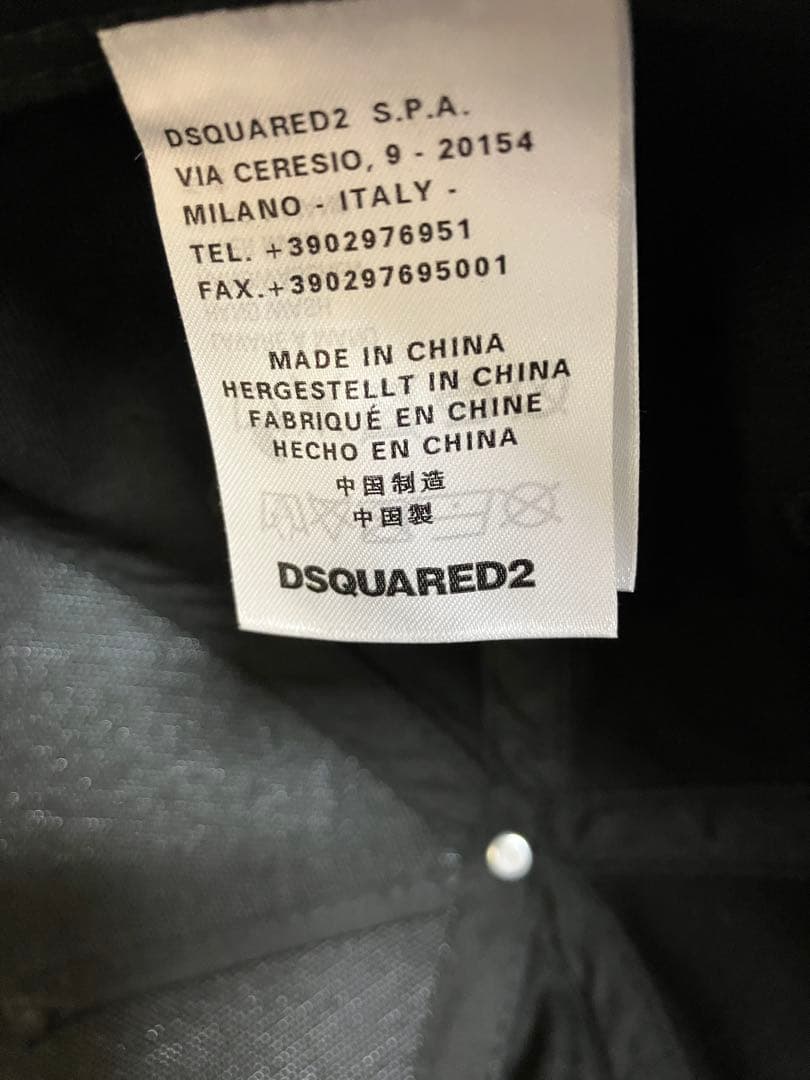 DSQUARED2 S.P.A.
VIA CERESIO, 9 - 20154
MILANO - ITALY -
TEL. +3902976951
FAX.+390297695001
MADE IN CHINA
HERGESTELLT IN CHINA
FABRIQUÉ EN CHINE
HECHO EN CHINA
中国制造
中国製
DSQUARED2